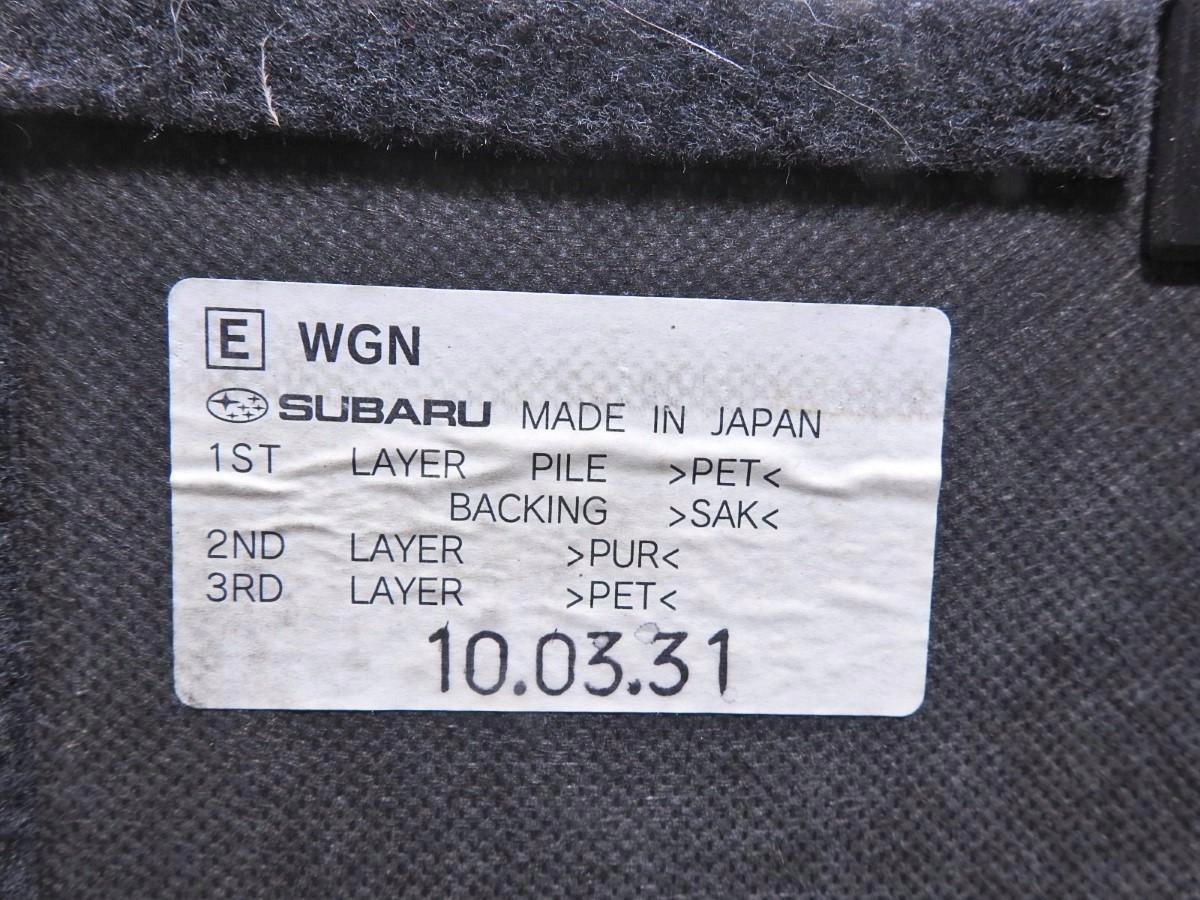 E WGN
SUBARU MADE IN JAPAN
1ST LAYER PILE >PET<
BACKING >SAK<
2ND LAYER >PUR<
3RD LAYER >PET<
10.03.31